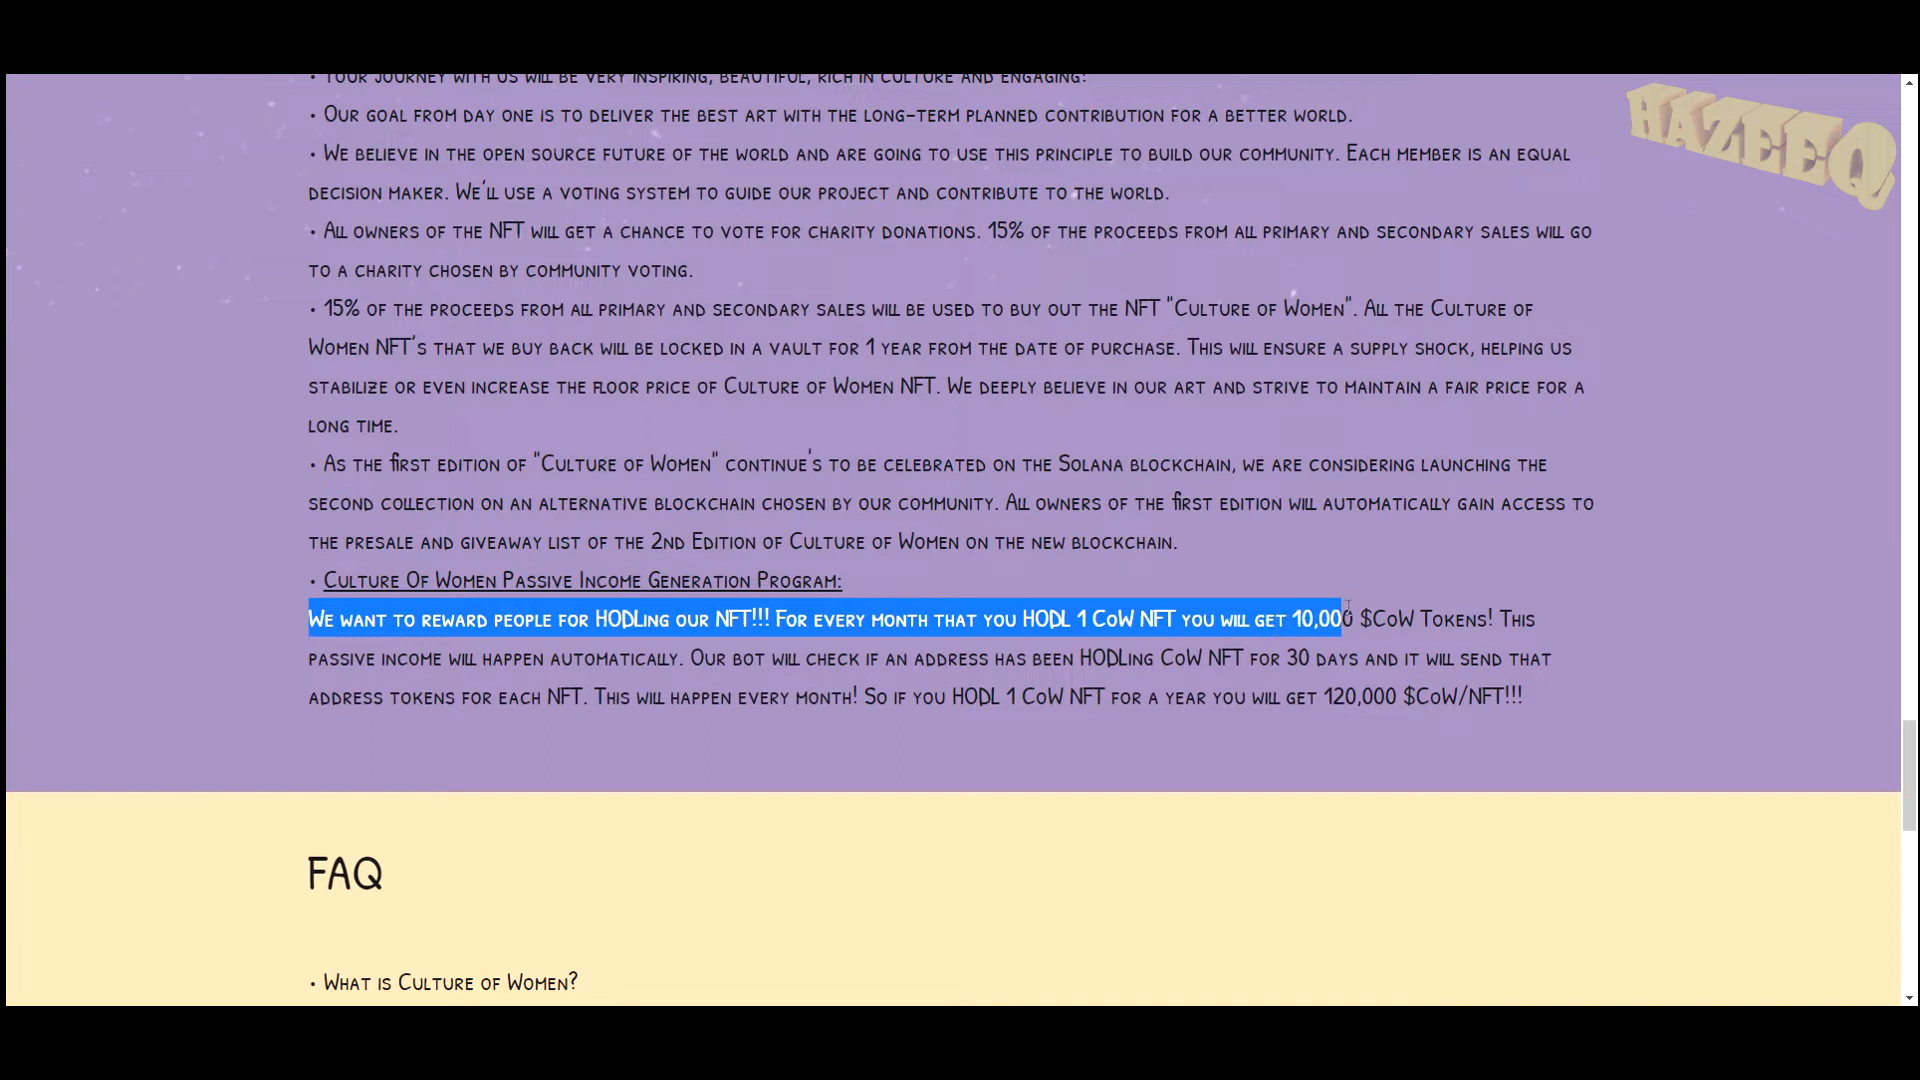 • Your journey with us will be very inspiring, beautiful, rich in culture and engaging:
• Our goal from day one is to deliver the best art with the long-term planned contribution for a better world.
HAZEEQ
• We believe in the open source future of the world and are going to use this principle to build our community. Each member is an equal
decision maker. We'll use a voting system to guide our project and contribute to the world.
• All owners of the NFT will get a chance to vote for charity donations. 15% of the proceeds from all primary and secondary sales will go
to a charity chosen by community voting.
• 15% of the proceeds from all primary and secondary sales will be used to buy out the NFT "Culture of Women". All the Culture of
Women NFT's that we buy back will be locked in a vault for 1 year from the date of purchase. This will ensure a supply shock, helping us
stabilize or even increase the floor price of Culture of Women NFT. We deeply believe in our art and strive to maintain a fair price for a
long time.
• As the first edition of "Culture of Women" continue's to be celebrated on the Solana blockchain, we are considering launching the
second collection on an alternative blockchain chosen by our community. All owners of the first edition will automatically gain access to
the presale and giveaway list of the 2nd Edition of Culture of Women on the new blockchain.
• Culture Of Women Passive Income Generation Program:
We want to reward people for HODLing our NFT!!! For every month that you HODL 1 CoW NFT you will get 10,000 $CoW Tokens! This
passive income will happen automatically. Our bot will check if an address has been HODLing CoW NFT for 30 days and it will send that
address tokens for each NFT. This will happen every month! So if you HODL 1 CoW NFT for a year you will get 120,000 $CoW/NFT!!!
FAQ
• What is Culture of Women?